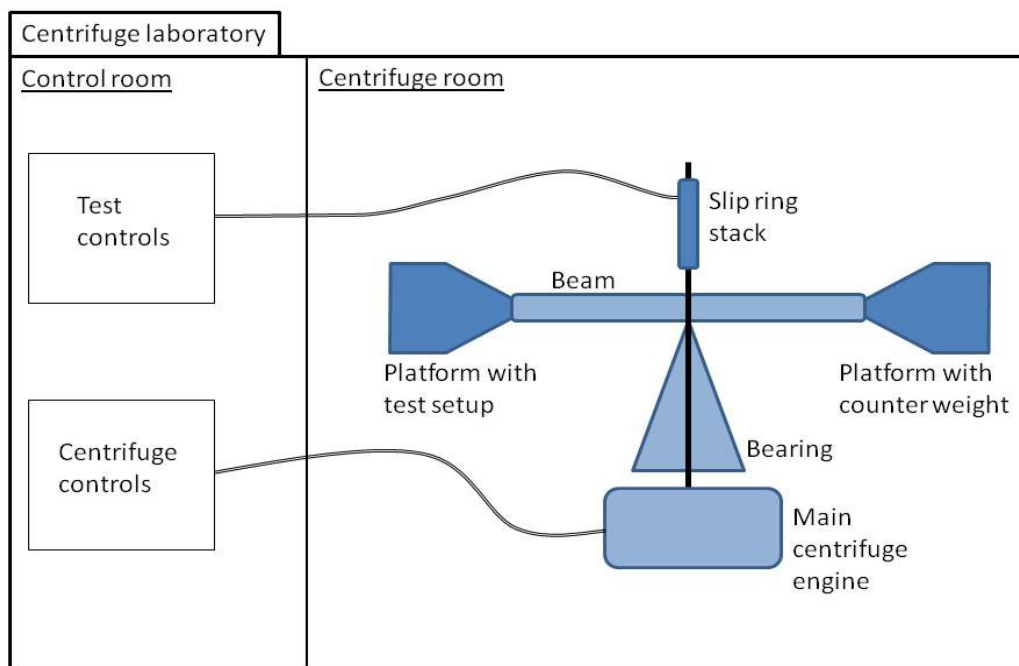 Centrifuge laboratory
Control room
Centrifuge room
Test
controls
Slip ring
stack
Beam
Platform with
test setup
Platform with
counter weight
Centrifuge
controls
Bearing
Main
centrifuge
engine